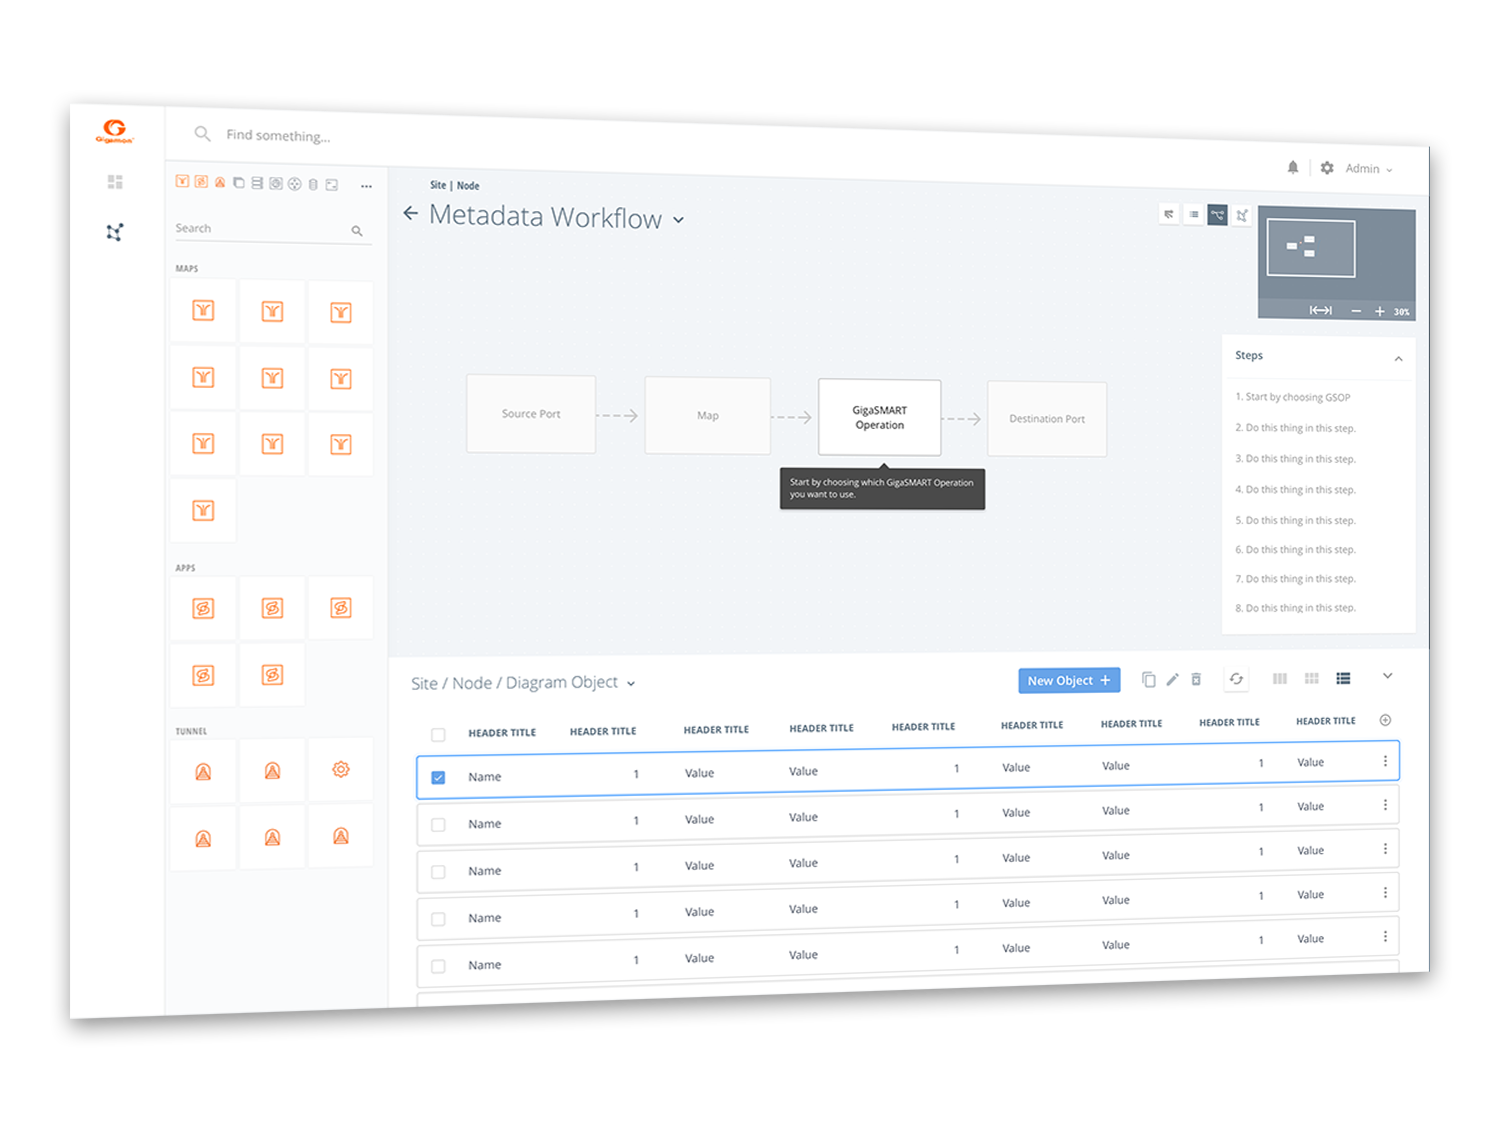 Gigamon
Find something...
Admin
Search
MAPS
APPS
TUNNEL
Site | Node
Metadata Workflow
30%
Source Port
Map
GigaSMART
Operation
Destination Port
Start by choosing which GigaSMART Operation
you want to use.
Steps
1. Start by choosing GSOP
2. Do this thing in this step.
3. Do this thing in this step.
4. Do this thing in this step.
5. Do this thing in this step.
6. Do this thing in this step.
7. Do this thing in this step.
8. Do this thing in this step.
Site / Node / Diagram Object
New Object +
HEADER TITLE HEADER TITLE HEADER TITLE HEADER TITLE HEADER TITLE HEADER TITLE HEADER TITLE HEADER TITLE HEADER TITLE
Name 1 Value Value 1 Value Value 1 Value
Name 1 Value Value 1 Value Value 1 Value
Name 1 Value Value 1 Value Value 1 Value
Name 1 Value Value 1 Value Value 1 Value
Name 1 Value Value 1 Value Value 1 Value